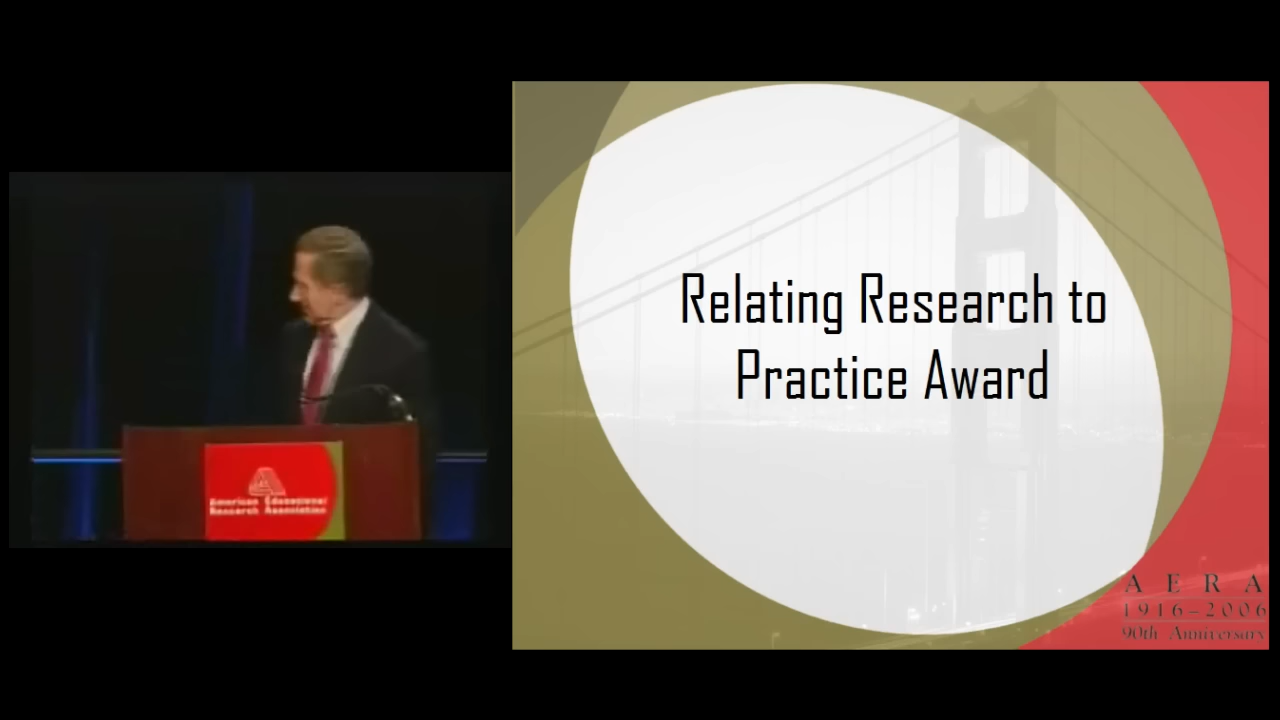 American Educational
Research Association
Relating Research to
Practice Award
A E R A
1916–2006
90th Anniversary